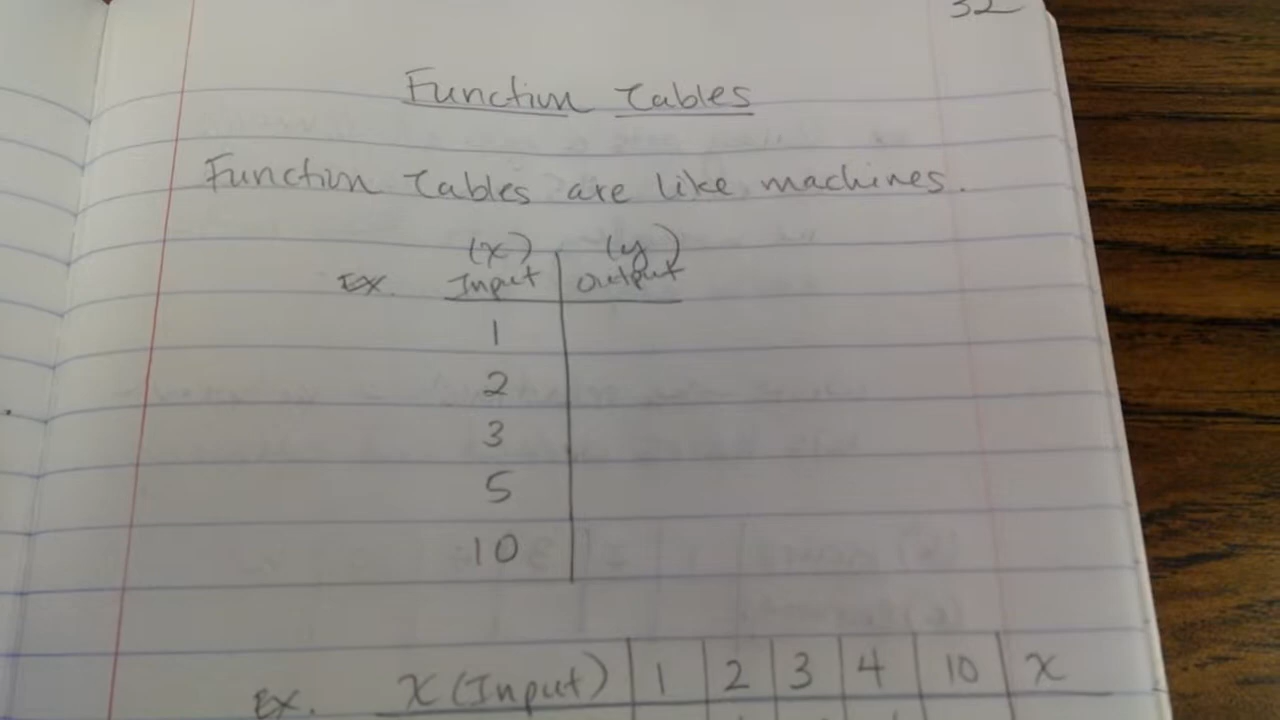 32
Function Tables
Function Tables are like machines.
(x) (y)
Ex. Input Output
1
2
3
5
10
Ex. x (Input) 1 2 3 4 10 x